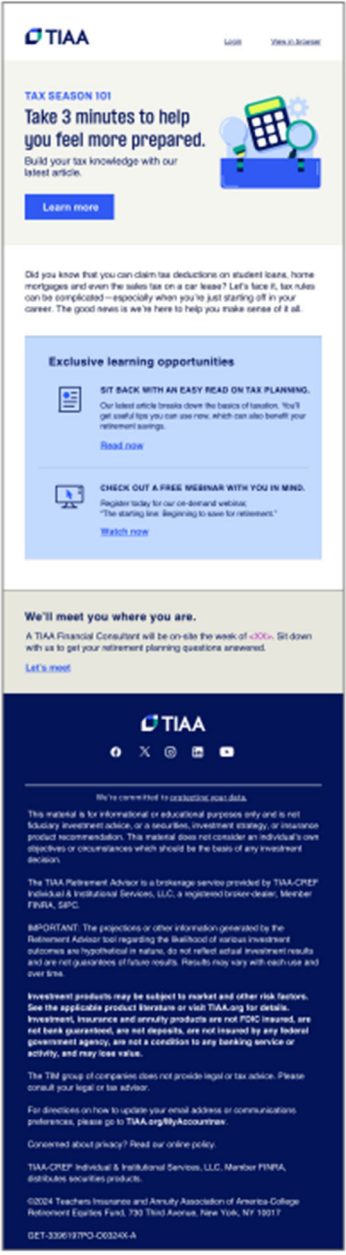 TIAA
Login
View in browser
TAX SEASON 101
Take 3 minutes to help
you feel more prepared.
Build your tax knowledge with our
latest article.
Learn more
Did you know that you can claim tax deductions on student loans, home
mortgages and even the sales tax on a car lease? Let's face it, tax rules
can be complicated—especially when you're just starting off in your
career. The good news is we're here to help you make sense of it all.
Exclusive learning opportunities
SIT BACK WITH AN EASY READ ON TAX PLANNING.
Our latest article breaks down the basics of taxation. You'll
get useful tips you can use now, which can also benefit your
retirement savings.
Read now
CHECK OUT A FREE WEBINAR WITH YOU IN MIND.
Register today for our on-demand webinar,
"The starting line: Beginning to save for retirement."
Watch now
We'll meet you where you are.
A TIAA Financial Consultant will be on-site the week of <XX>. Sit down
with us to get your retirement planning questions answered.
Let's meet
TIAA
We're committed to protecting your data.
This material is for informational or educational purposes only and is not
fiduciary investment advice, or a securities, investment strategy, or insurance
product recommendation. This material does not consider an individual's own
objectives or circumstances which should be the basis of any investment
decision.
The TIAA Retirement Advisor is a brokerage service provided by TIAA-CREF
Individual & Institutional Services, LLC, a registered broker-dealer, Member
FINRA, SIPC.
IMPORTANT: The projections or other information generated by the
Retirement Advisor tool regarding the likelihood of various investment
outcomes are hypothetical in nature, do not reflect actual investment results
and are not guarantees of future results. Results may vary with each use and
over time.
Investment products may be subject to market and other risk factors.
See the applicable product literature or visit TIAA.org for details.
Investment, insurance and annuity products are not FDIC insured, are
not bank guaranteed, are not deposits, are not insured by any federal
government agency, are not a condition to any banking service or
activity, and may lose value.
The TIM group of companies does not provide legal or tax advice. Please
consult your legal or tax advisor.
For directions on how to update your email address or communications
preferences, please go to TIAA.org/MyAccountnav.
Concerned about privacy? Read our online policy.
TIAA-CREF Individual & Institutional Services, LLC, Member FINRA,
distributes securities products.
©2024 Teachers Insurance and Annuity Association of America-College
Retirement Equities Fund, 730 Third Avenue, New York, NY 10017